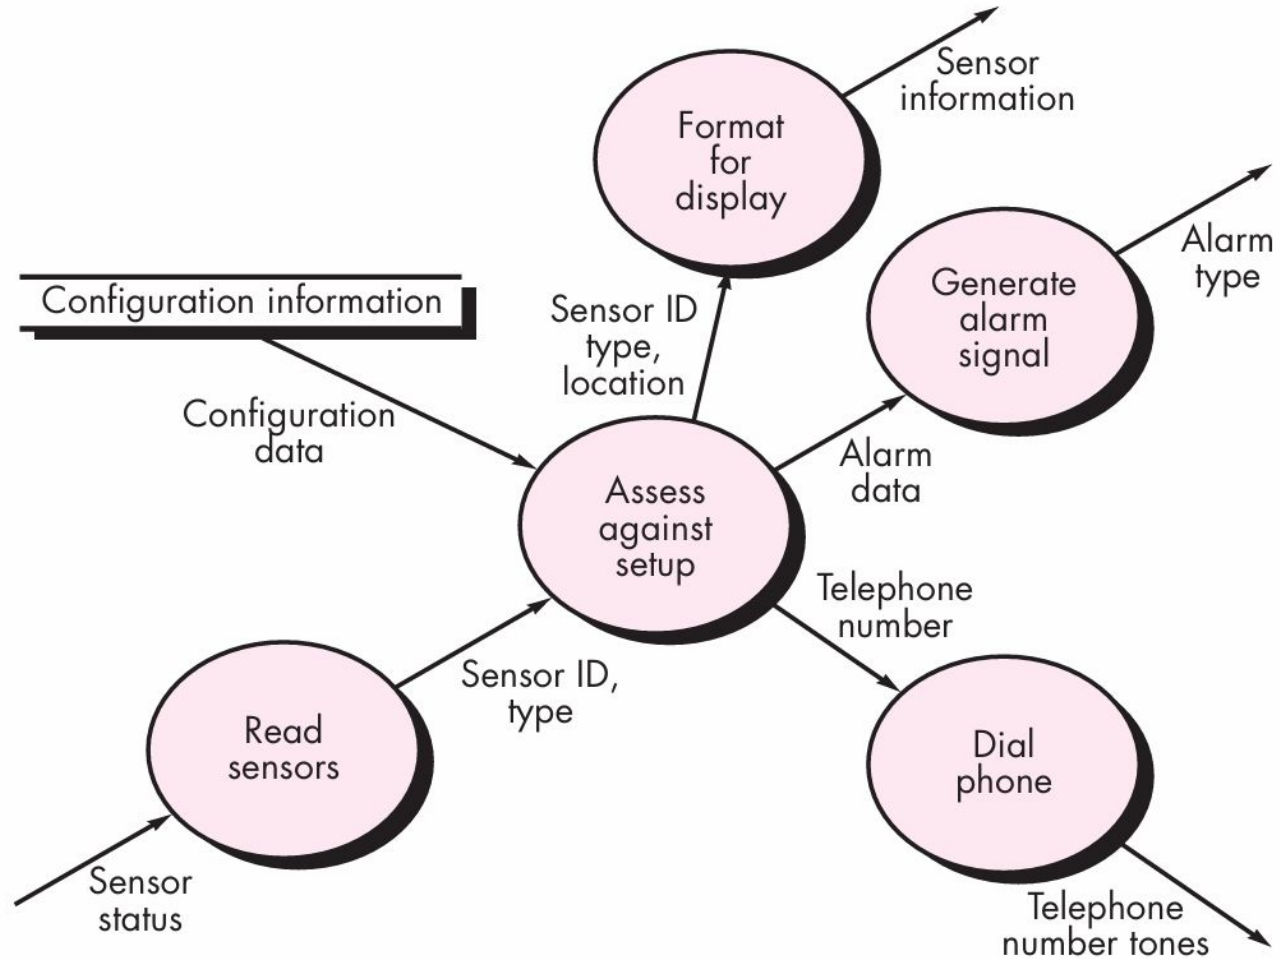 Sensor
information
Format
for
display
Alarm
type
Generate
alarm
signal
Configuration information
Sensor ID
type,
location
Configuration
data
Alarm
data
Assess
against
setup
Telephone
number
Sensor ID,
type
Read
sensors
Dial
phone
Sensor
status
Telephone
number tones